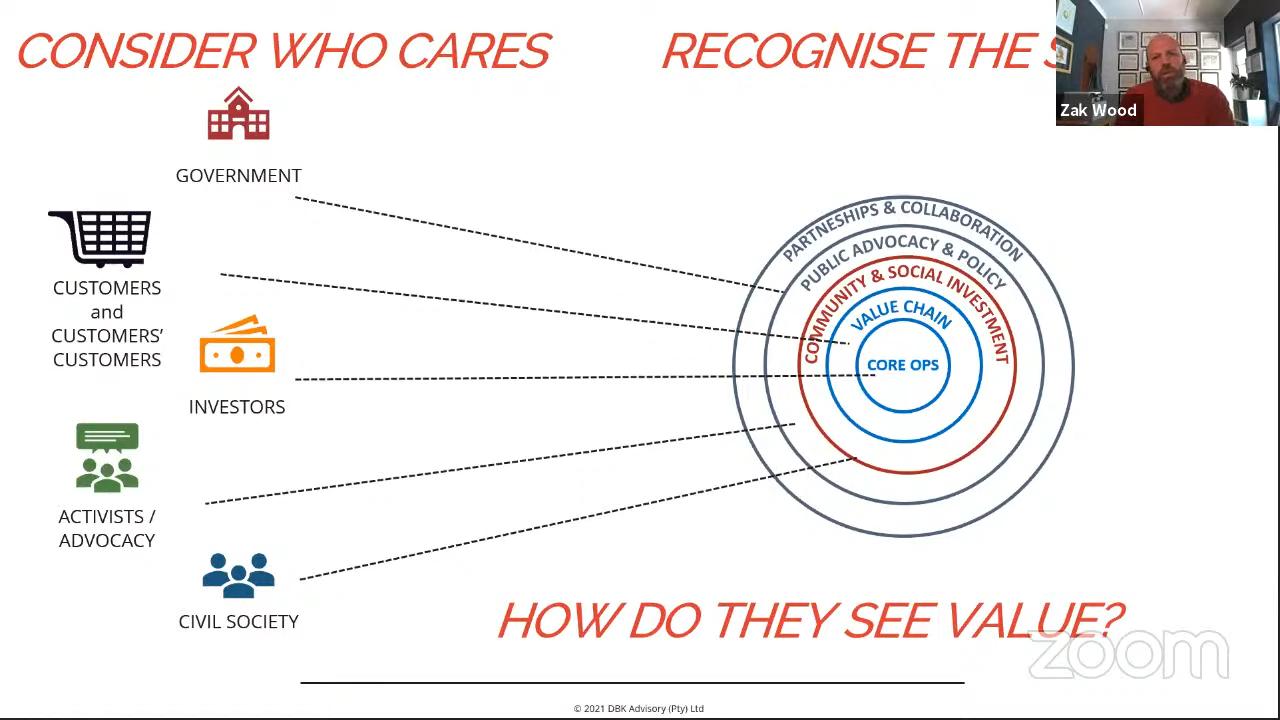 CONSIDER WHO CARES
RECOGNISE THE
Zak Wood
GOVERNMENT
CUSTOMERS
and
CUSTOMERS'
CUSTOMERS
INVESTORS
ACTIVISTS /
ADVOCACY
CIVIL SOCIETY
PARTNESHIPS & COLLABORATION
PUBLIC ADVOCACY & POLICY
COMMUNITY & SOCIAL INVESTMENT
VALUE CHAIN
CORE OPS
HOW DO THEY SEE VALUE?
zoom
© 2021 DBK Advisory (Pty) Ltd